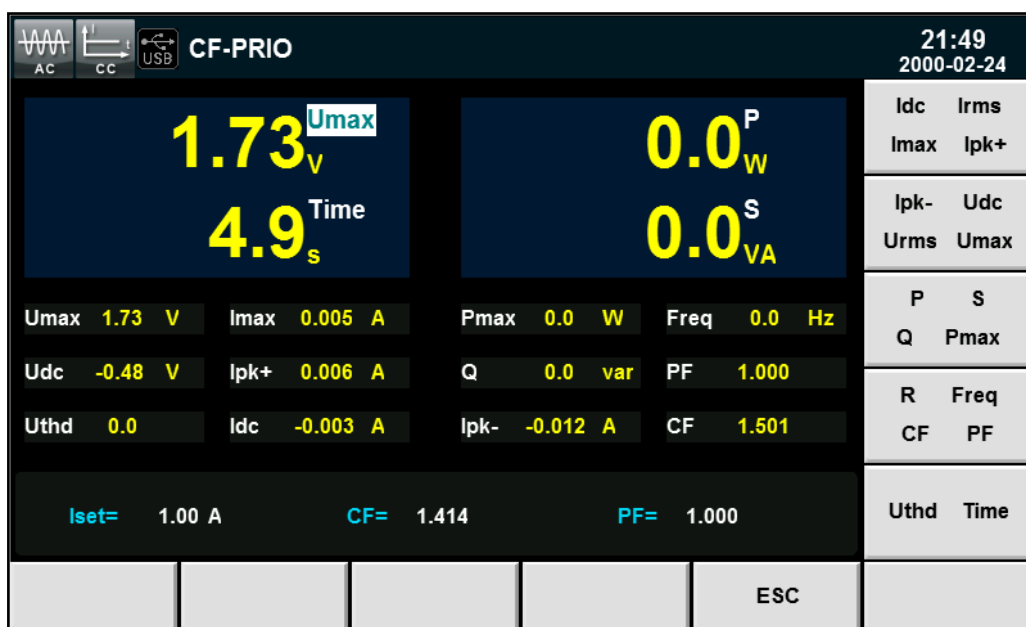 AC CC t USB CF-PRIO 21:49
2000-02-24
1.73 Umax V 0.0 P W
4.9 Time s 0.0 S VA
Umax 1.73 V Imax 0.005 A Pmax 0.0 W Freq 0.0 Hz
Udc -0.48 V Ipk+ 0.006 A Q 0.0 var PF 1.000
Uthd 0.0 Idc -0.003 A Ipk- -0.012 A CF 1.501
Iset= 1.00 A CF= 1.414 PF= 1.000
Idc Irms
Imax Ipk+
Ipk- Udc
Urms Umax
P S
Q Pmax
R Freq
CF PF
Uthd Time
ESC